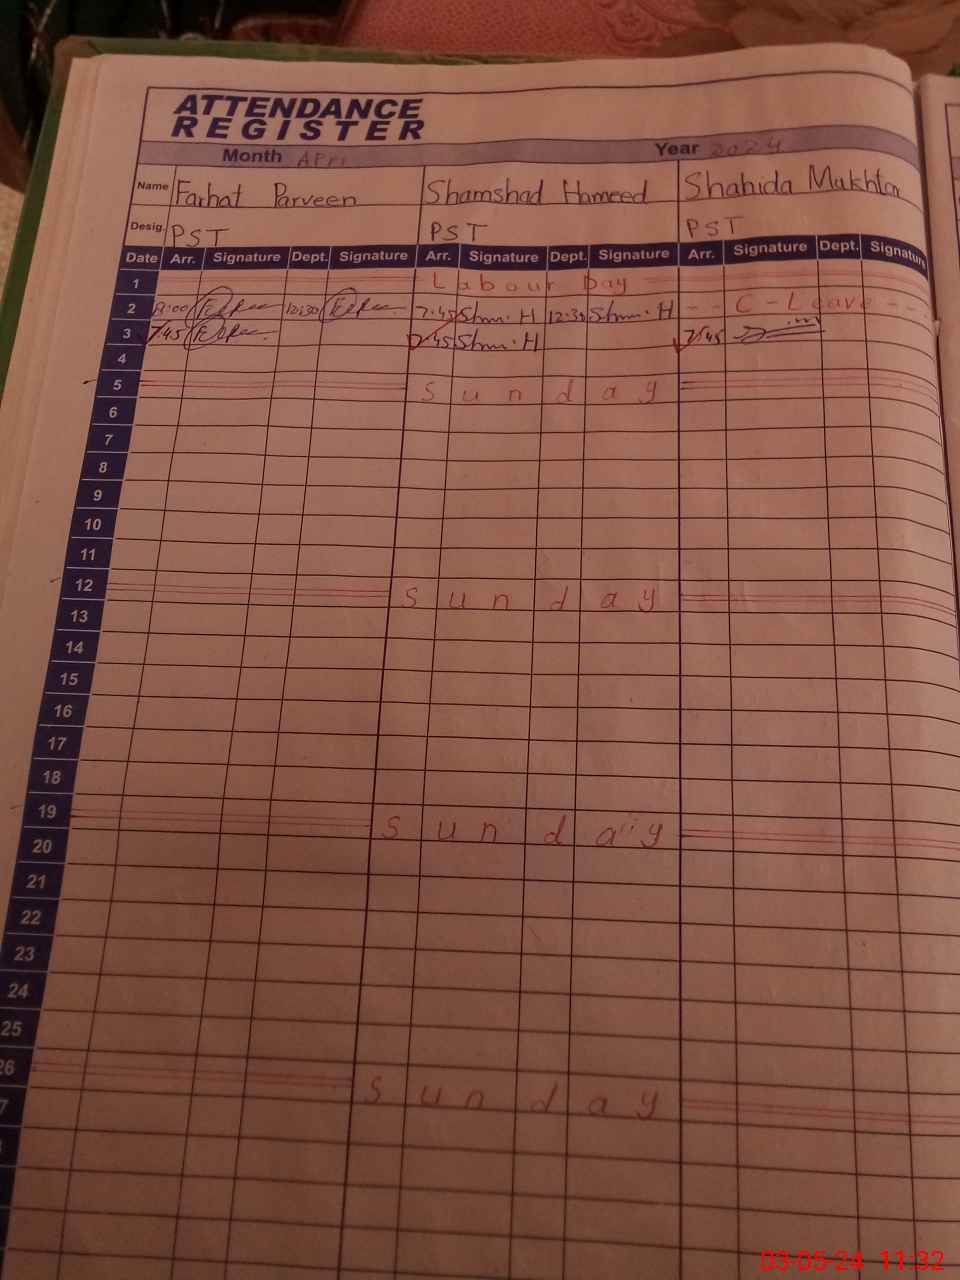 ATTENDANCE
REGISTER
Month Apri Year 2024
Name Farhat Parveen Shamshad Hameed Shahida Mukhtar
Desig. PST PST PST
Date Arr. Signature Dept. Signature Arr. Signature Dept. Signature Arr. Signature Dept. Signature
1 Labour Day
2 8:00 12:30 7:45 Sham.H 12:30 Sham.H -- C-Leave --
3 7:45 7:45 Sham.H 7:45
4
5 Sunday
6
7
8
9
10
11
12 Sunday
13
14
15
16
17
18
19 Sunday
20
21
22
23
24
25
26 Sunday
7
03-05-24 11:32